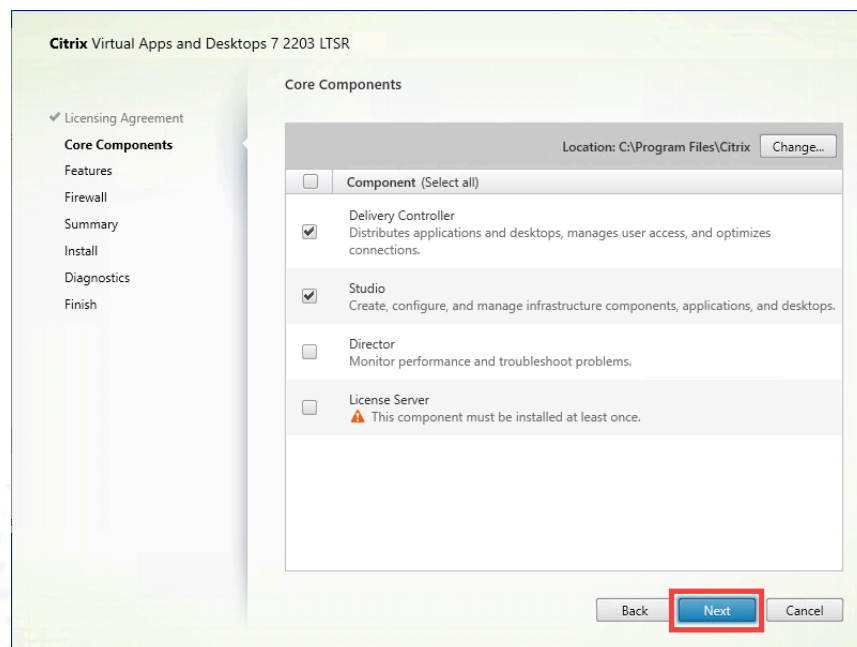 Citrix Virtual Apps and Desktops 7 2203 LTSR
Core Components
Licensing Agreement
Core Components
Features
Firewall
Summary
Install
Diagnostics
Finish
Location: C:\Program Files\Citrix
Change...
Component (Select all)
Delivery Controller
Distributes applications and desktops, manages user access, and optimizes
connections.
Studio
Create, configure, and manage infrastructure components, applications, and desktops.
Director
Monitor performance and troubleshoot problems.
License Server
This component must be installed at least once.
Back
Next
Cancel